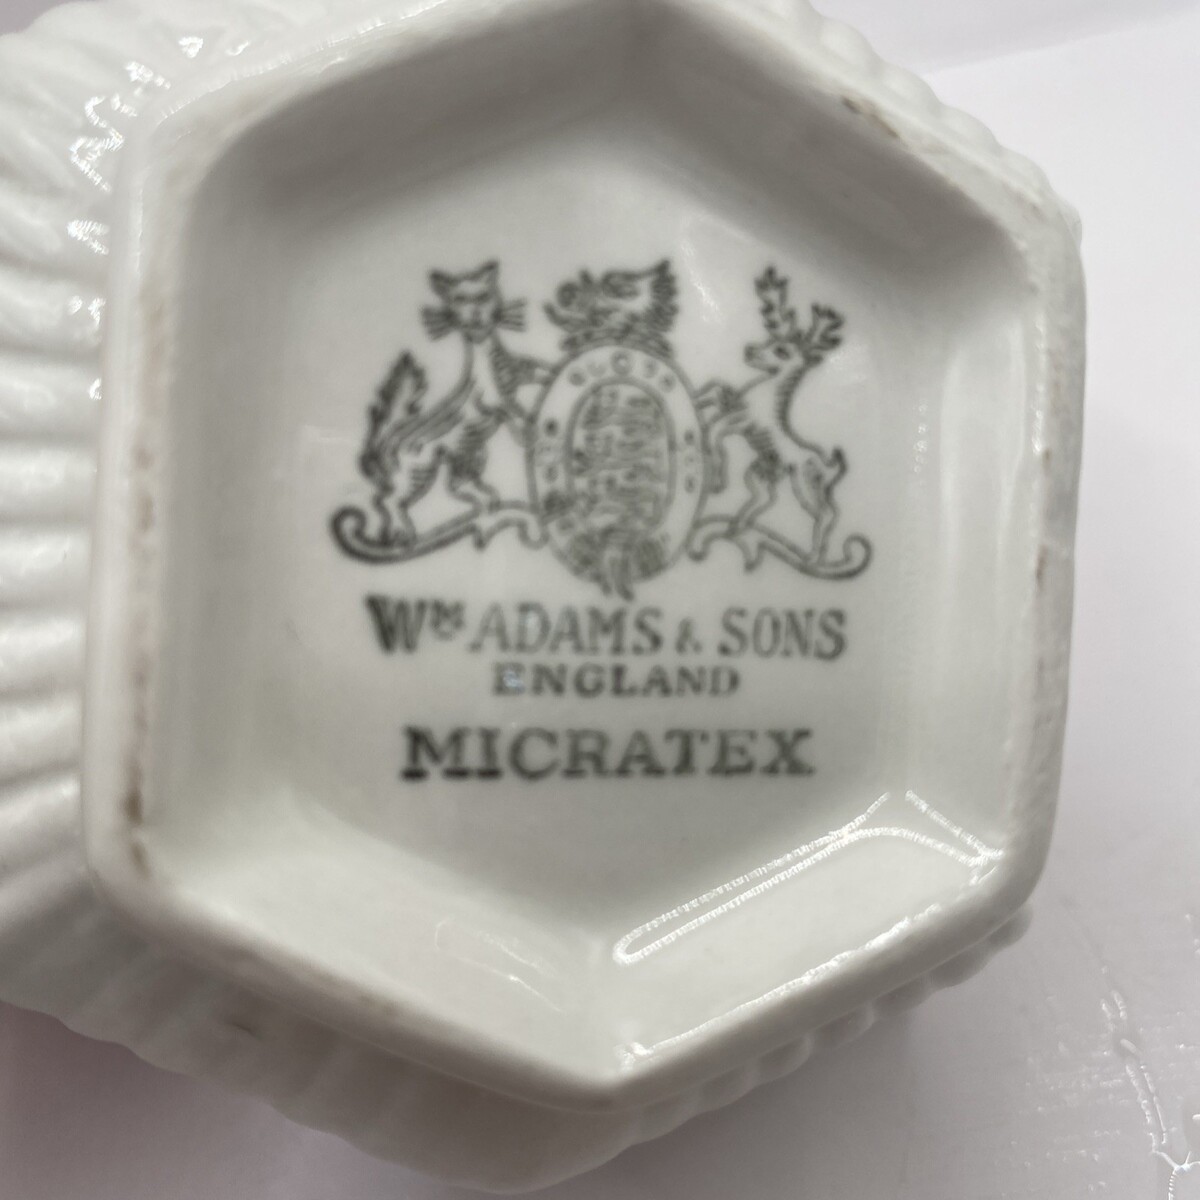 WM ADAMS & SONS
ENGLAND
MICRATEX